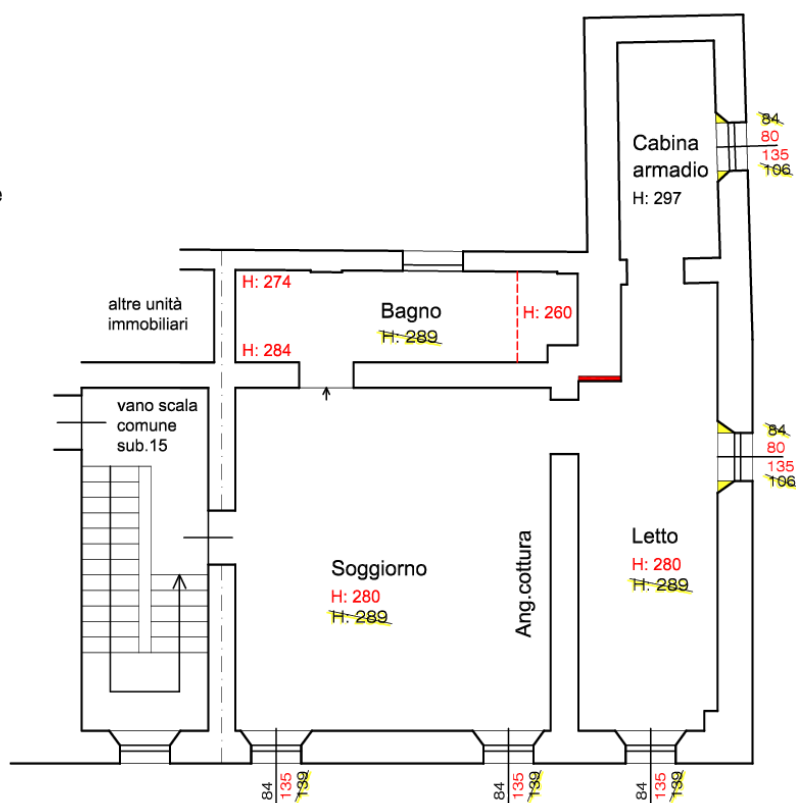 84
80
135
106
Cabina
armadio
H: 297
e
H: 274
H: 260
altre unità
immobiliari
Bagno
H: 289
H: 284
vano scala
comune
sub.15
84
80
135
106
Soggiorno
H: 280
H: 289
Ang.cottura
Letto
H: 280
H: 289
84
135
139
84
135
139
84
135
139